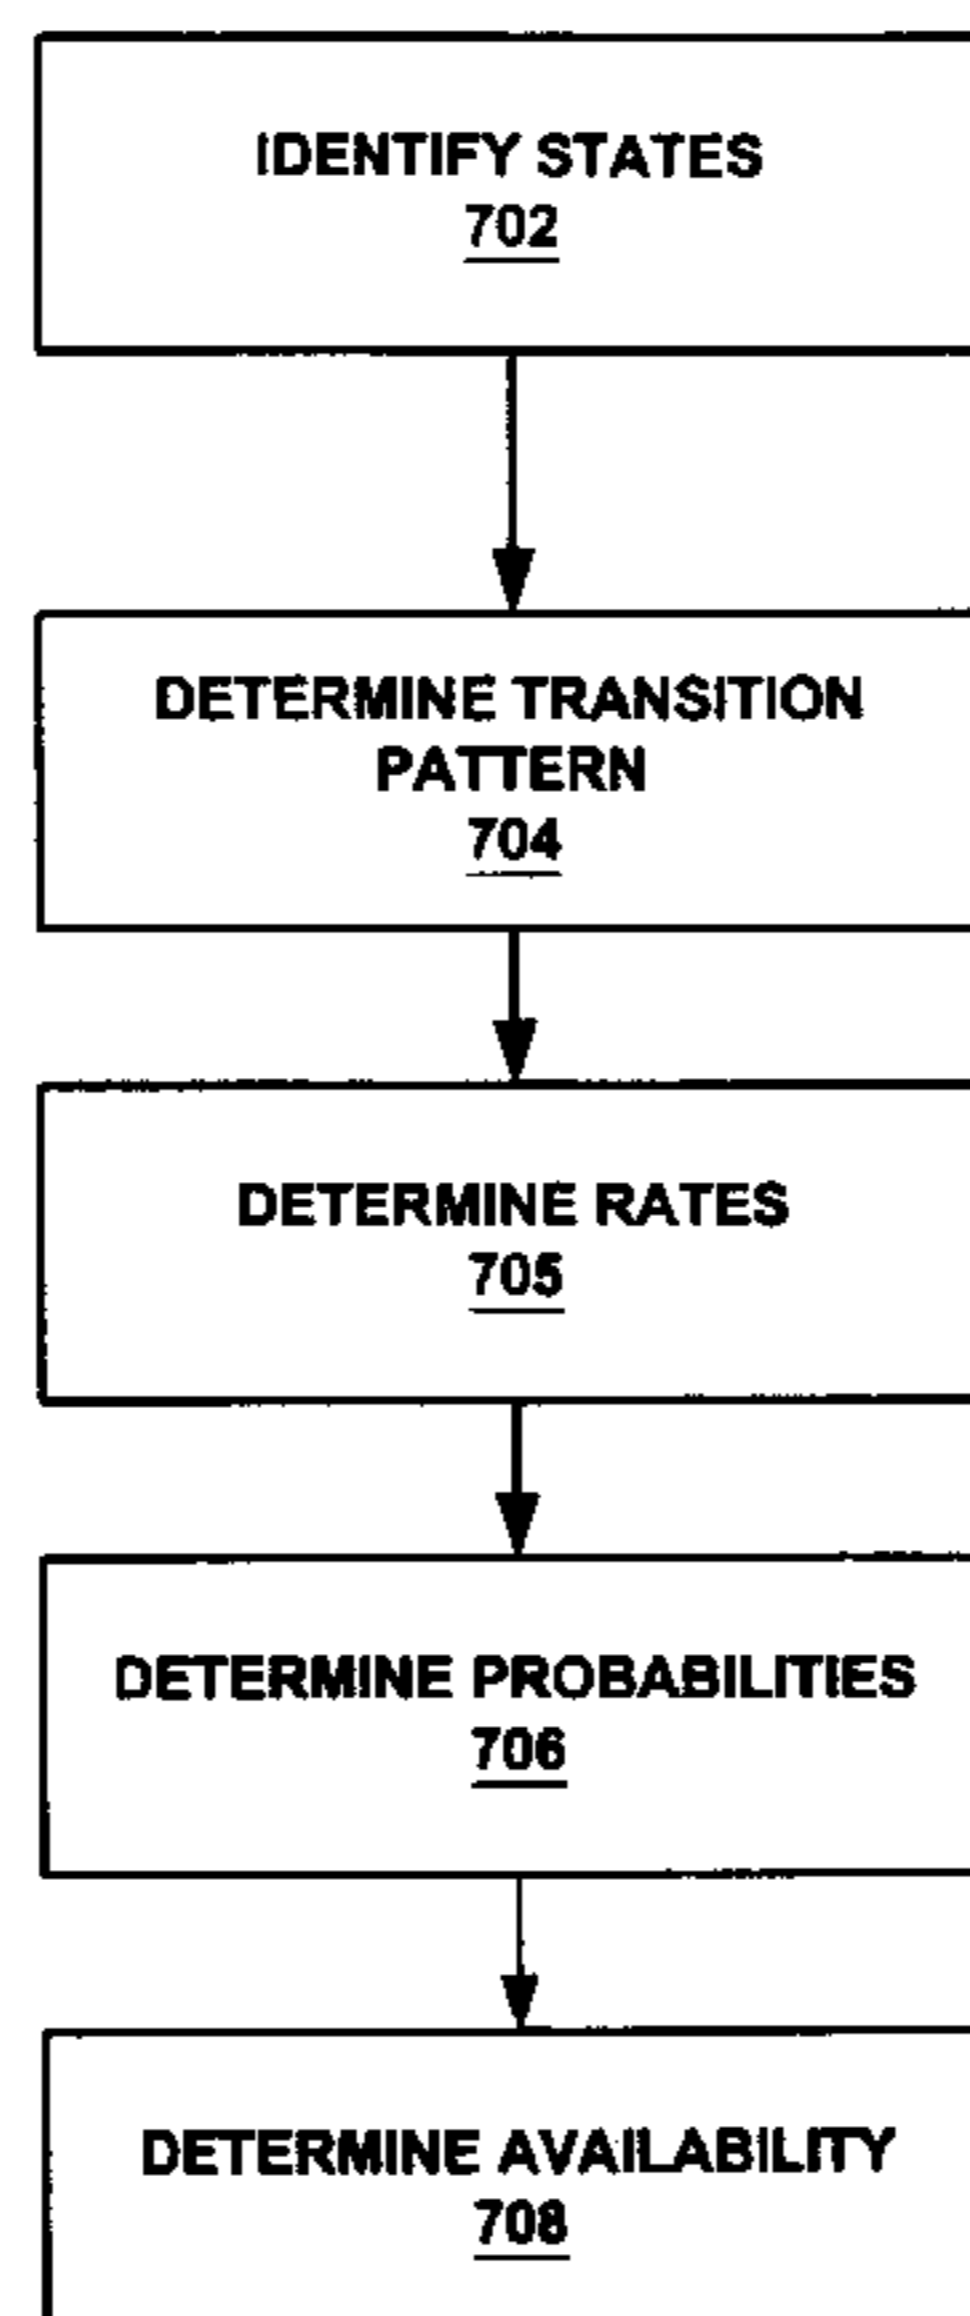 IDENTIFY STATES
702
DETERMINE TRANSITION
PATTERN
704
DETERMINE RATES
705
DETERMINE PROBABILITIES
706
DETERMINE AVAILABILITY
708